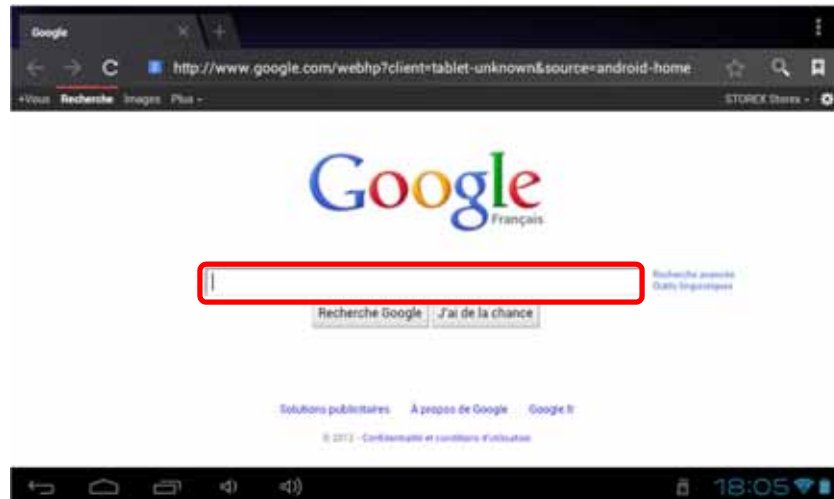 Google
http://www.google.com/webhp?client=tablet-unknown&source=android-home
+Vous Recherche Images Plus
STOREX Storex
Google
Français
Recherche avancée
Outils linguistiques
Recherche Google J'ai de la chance
Solutions publicitaires À propos de Google Google.fr
© 2012 - Confidentialité et conditions d'utilisation
18:05